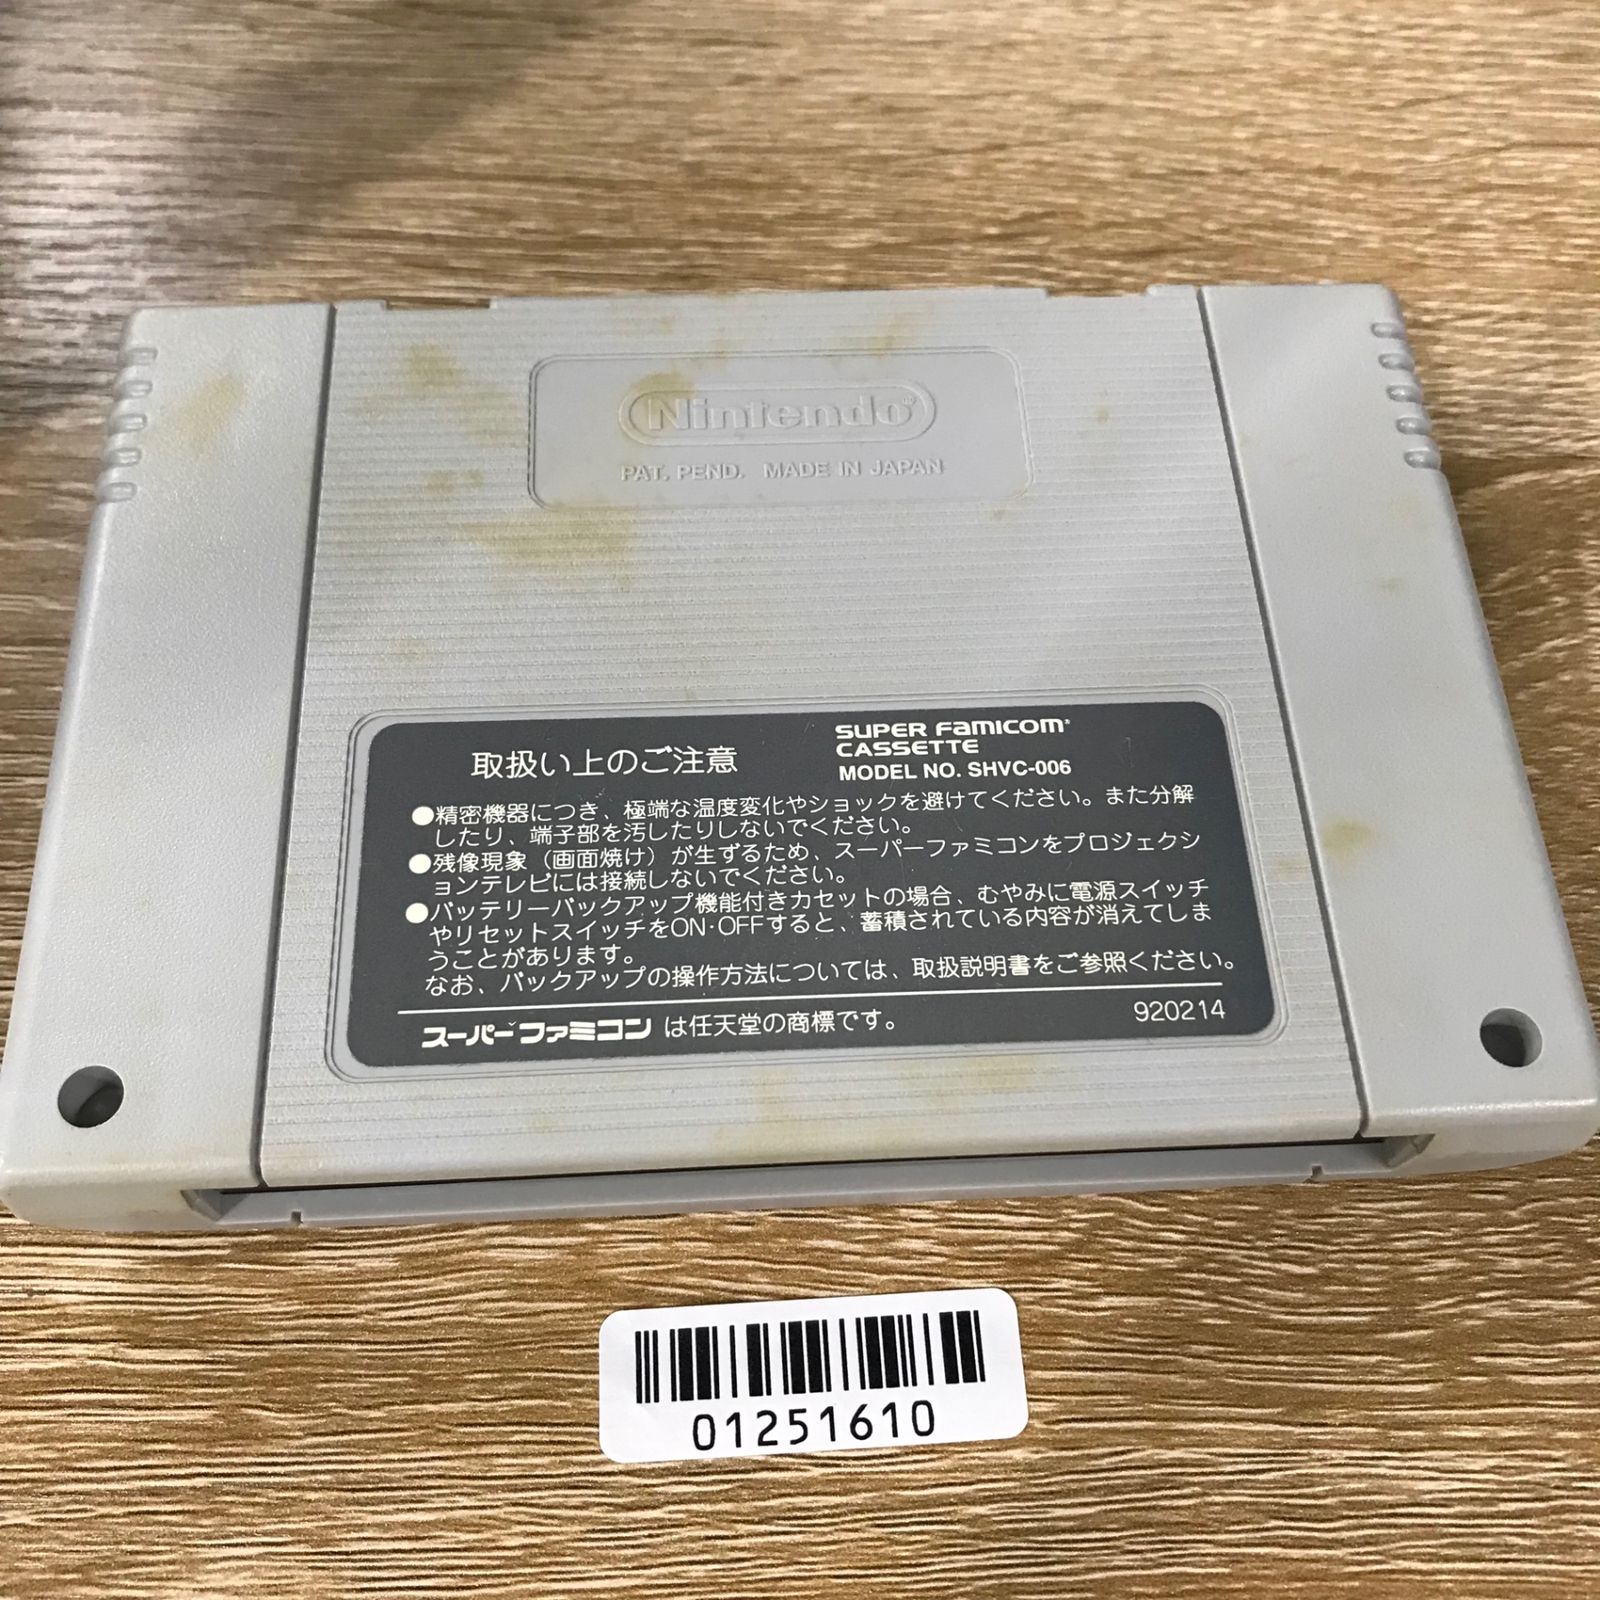 Nintendo®
PAT. PEND. MADE IN JAPAN
取扱い上のご注意
SUPER FAMICOM®
CASSETTE
MODEL NO. SHVC-006
●精密機器につき、極端な温度変化やショックを避けてください。また分解
したり、端子部を汚したりしないでください。
●残像現象（画面焼け）が生ずるため、スーパーファミコンをプロジェクシ
ョンテレビには接続しないでください。
●バッテリーバックアップ機能付きカセットの場合、むやみに電源スイッチ
やリセットスイッチをON·OFFすると、蓄積されている内容が消えてしま
うことがあります。
なお、バックアップの操作方法については、取扱説明書をご参照ください。
スーパーファミコン は任天堂の商標です。
920214
01251610